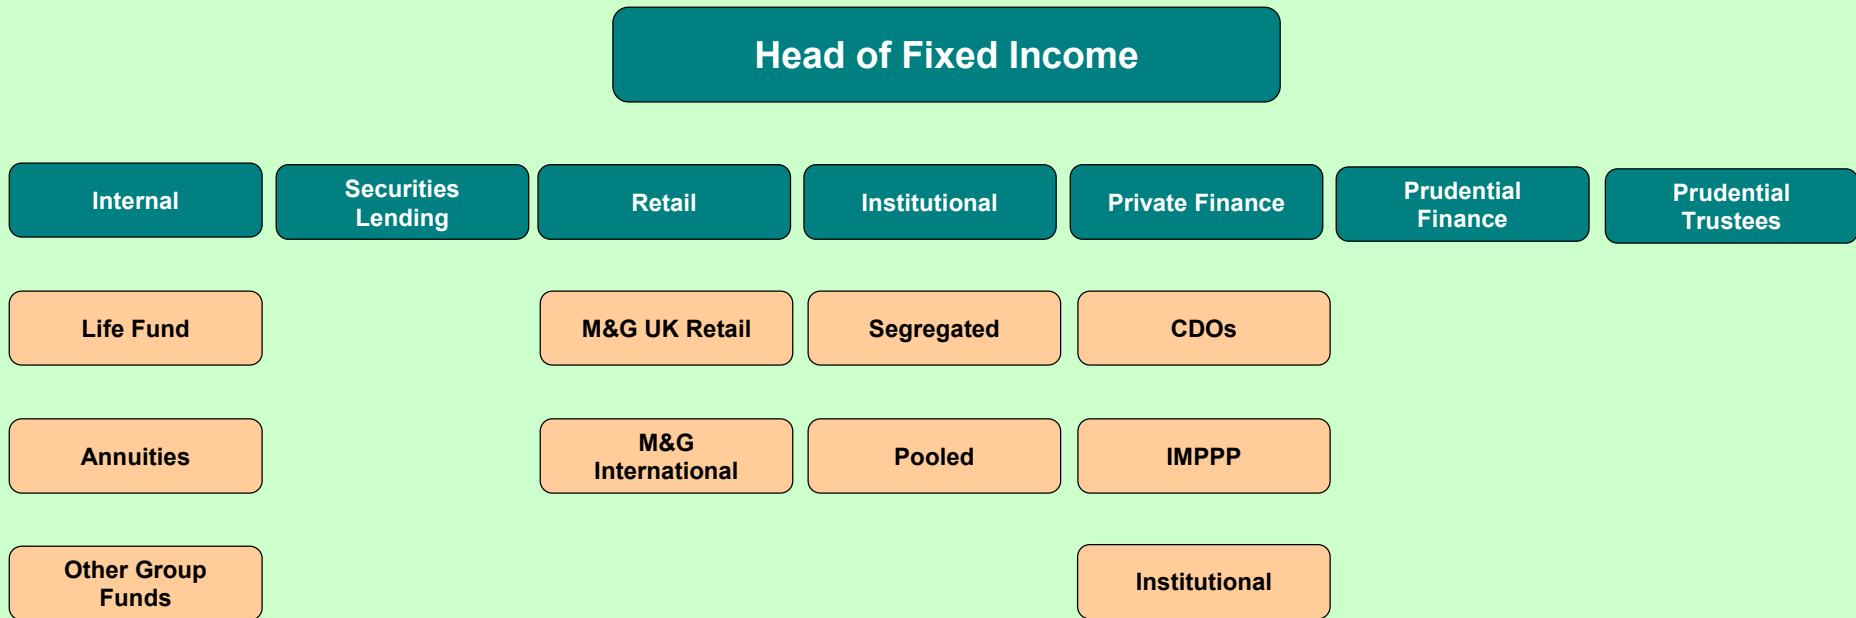 Head of Fixed Income
Internal
Securities
Lending
Retail
Institutional
Private Finance
Prudential
Finance
Prudential
Trustees
Life Fund
M&G UK Retail
Segregated
CDOs
Annuities
M&G
International
Pooled
IMPPP
Other Group
Funds
Institutional